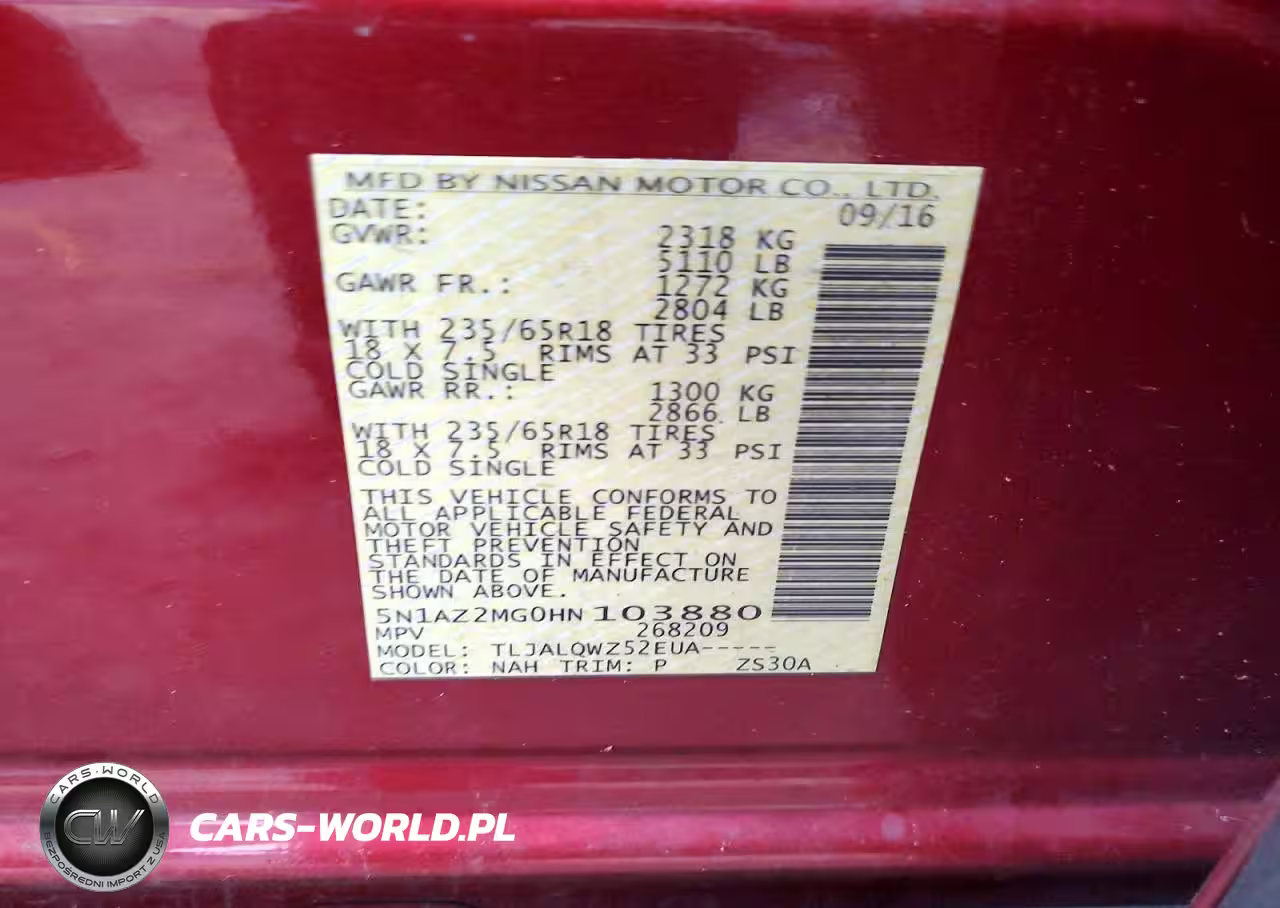 MFD BY NISSAN MOTOR CO., LTD.
DATE: 09/16
GVWR: 2318 KG
5110 LB
GAWR FR.: 1272 KG
2804 LB
WITH 235/65R18 TIRES
18 X 7.5 RIMS AT 33 PSI
COLD SINGLE
GAWR RR.: 1300 KG
2866 LB
WITH 235/65R18 TIRES
18 X 7.5 RIMS AT 33 PSI
COLD SINGLE
THIS VEHICLE CONFORMS TO
ALL APPLICABLE FEDERAL
MOTOR VEHICLE SAFETY AND
THEFT PREVENTION
STANDARDS IN EFFECT ON
THE DATE OF MANUFACTURE
SHOWN ABOVE.
5N1AZ2MG0HN103880
MPV 268209
MODEL: TLJALQWZ52EUA-----
COLOR: NAH TRIM: P ZS30A
CARS-WORLD
CW
BEZPOŚREDNI IMPORT Z USA
CARS-WORLD.PL